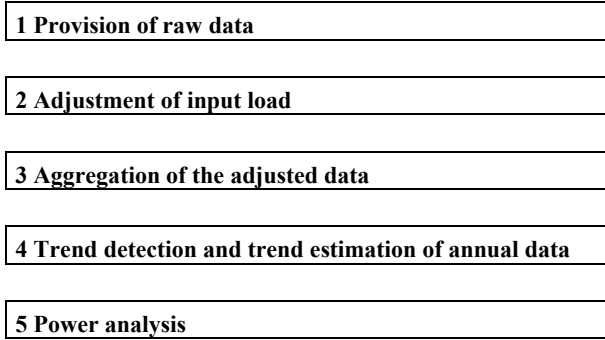 1 Provision of raw data
2 Adjustment of input load
3 Aggregation of the adjusted data
4 Trend detection and trend estimation of annual data
5 Power analysis